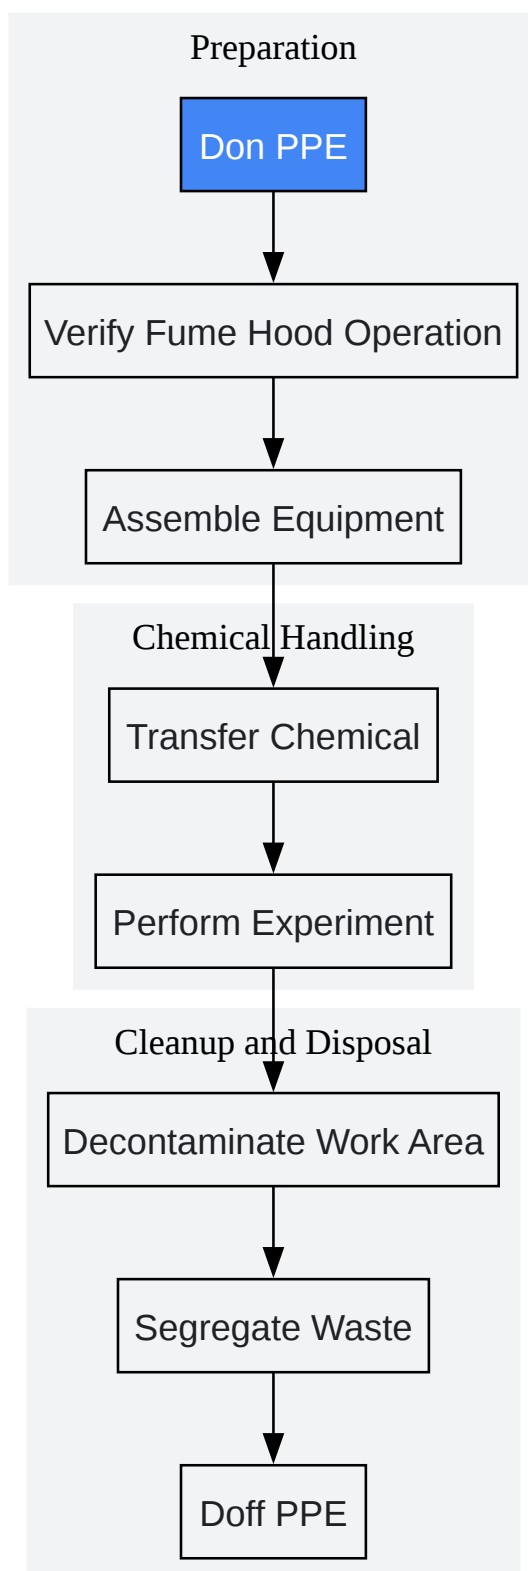 Preparation
Don PPE
Verify Fume Hood Operation
Assemble Equipment
Chemical Handling
Transfer Chemical
Perform Experiment
Cleanup and Disposal
Decontaminate Work Area
Segregate Waste
Doff PPE